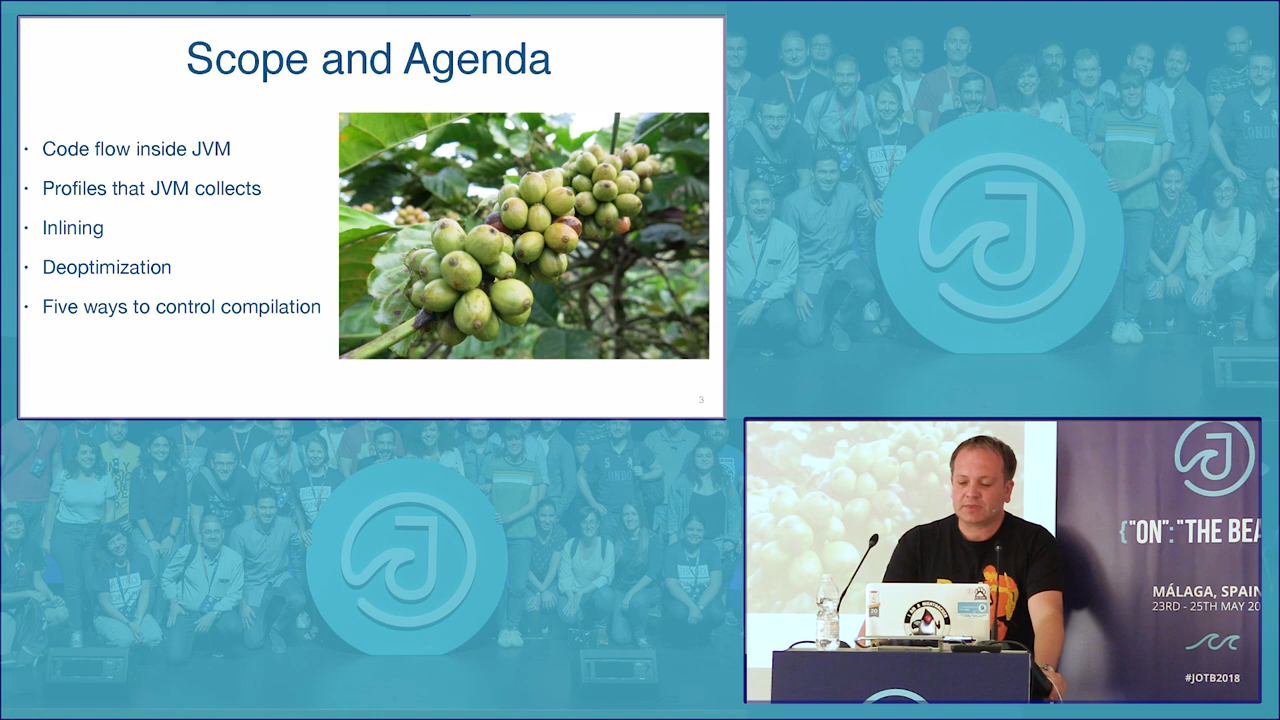 Scope and Agenda
· Code flow inside JVM
· Profiles that JVM collects
· Inlining
· Deoptimization
· Five ways to control compilation
3
{"ON":"THE BEA
MÁLAGA, SPAIN
23RD - 25TH MAY 20
#JOTB2018